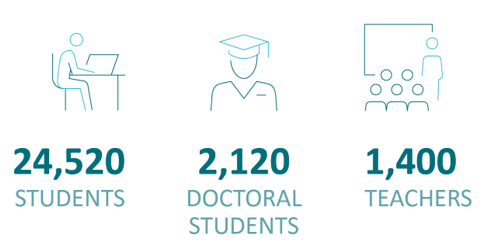 24,520
STUDENTS
2,120
DOCTORAL
STUDENTS
1,400
TEACHERS